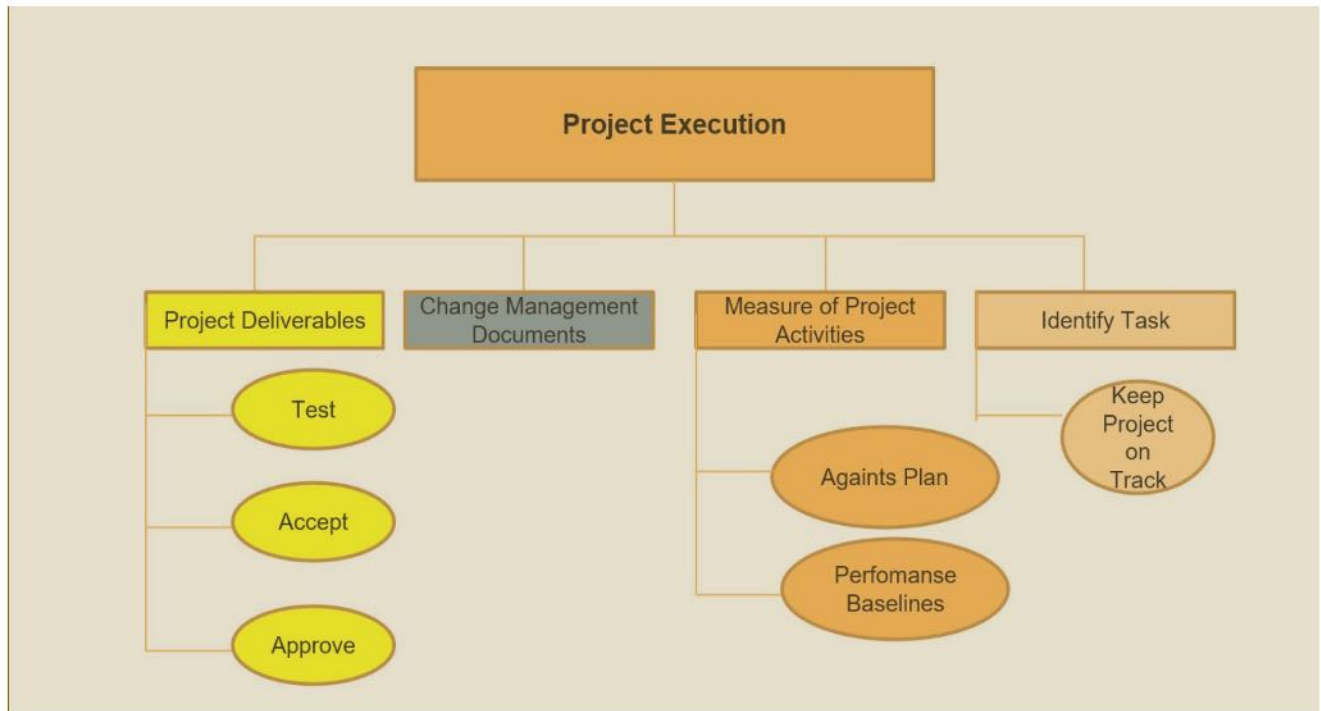 Project Execution
Project Deliverables
Change Management
Documents
Measure of Project
Activities
Identify Task
Test
Accept
Approve
Againts Plan
Perfomanse
Baselines
Keep
Project
on
Track